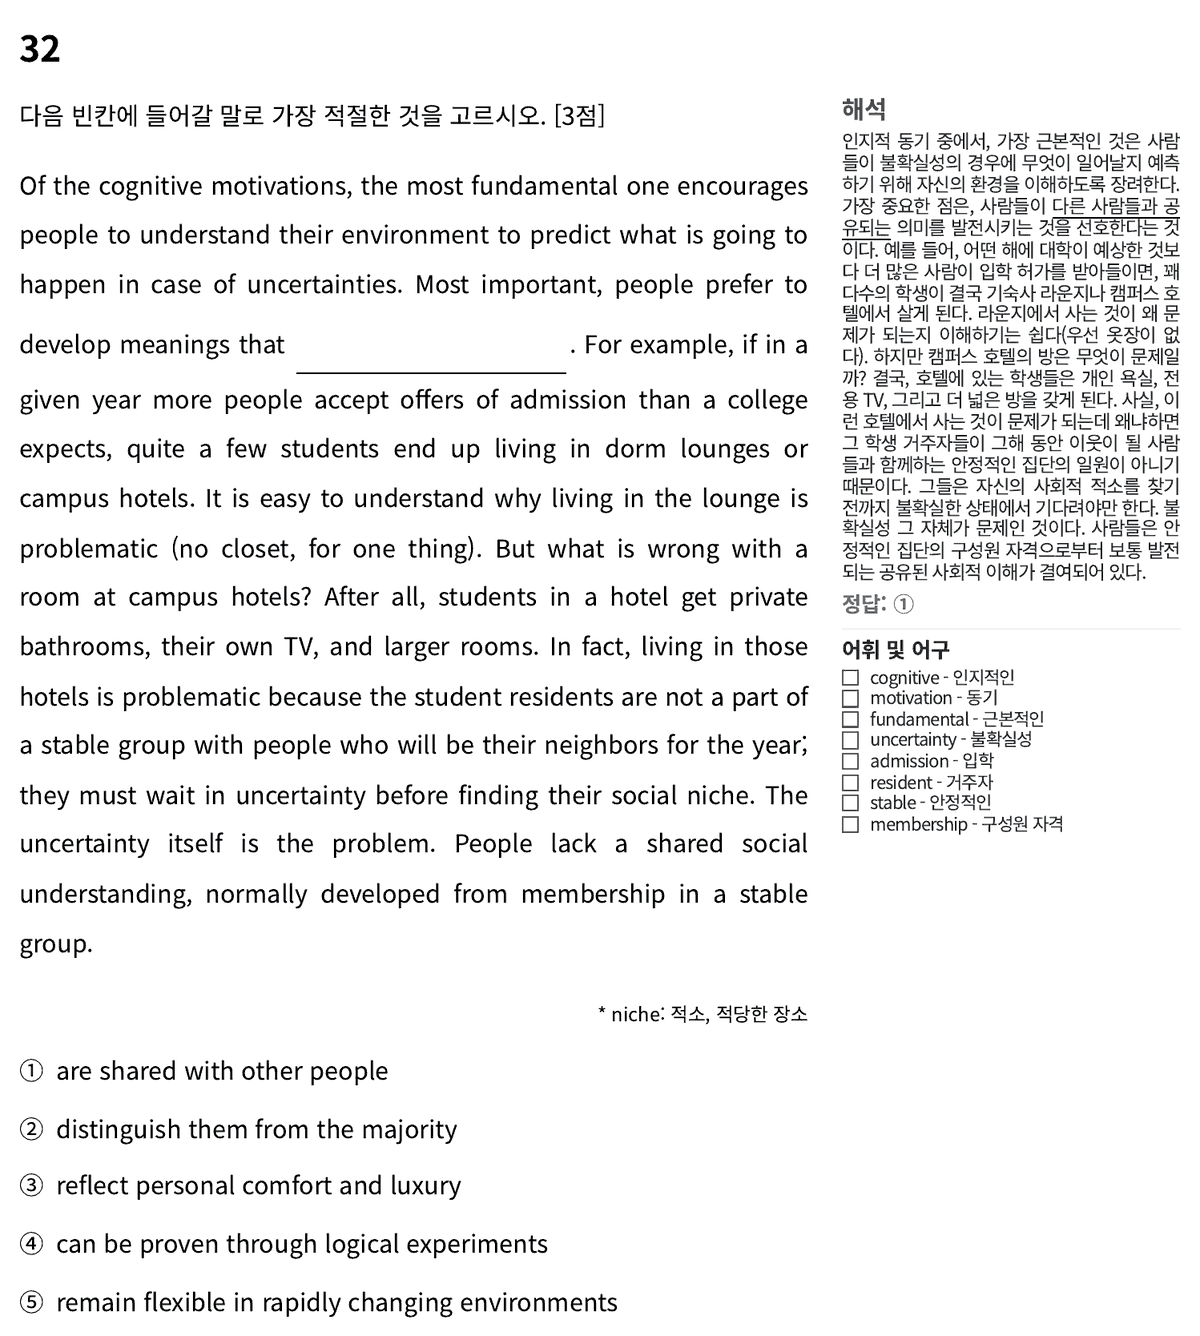 32
다음 빈칸에 들어갈 말로 가장 적절한 것을 고르시오. [3점]
Of the cognitive motivations, the most fundamental one encourages
people to understand their environment to predict what is going to
happen in case of uncertainties. Most important, people prefer to
develop meanings that . For example, if in a
given year more people accept offers of admission than a college
expects, quite a few students end up living in dorm lounges or
campus hotels. It is easy to understand why living in the lounge is
problematic (no closet, for one thing). But what is wrong with a
room at campus hotels? After all, students in a hotel get private
bathrooms, their own TV, and larger rooms. In fact, living in those
hotels is problematic because the student residents are not a part of
a stable group with people who will be their neighbors for the year;
they must wait in uncertainty before finding their social niche. The
uncertainty itself is the problem. People lack a shared social
understanding, normally developed from membership in a stable
group.
* niche: 적소, 적당한 장소
① are shared with other people
② distinguish them from the majority
③ reflect personal comfort and luxury
④ can be proven through logical experiments
⑤ remain flexible in rapidly changing environments
해석
인지적 동기 중에서, 가장 근본적인 것은 사람
들이 불확실성의 경우에 무엇이 일어날지 예측
하기 위해 자신의 환경을 이해하도록 장려한다.
가장 중요한 점은, 사람들이 다른 사람들과 공
유되는 의미를 발전시키는 것을 선호한다는 것
이다. 예를 들어, 어떤 해에 대학이 예상한 것보
다 더 많은 사람이 입학 허가를 받아들이면, 꽤
다수의 학생이 결국 기숙사 라운지나 캠퍼스 호
텔에서 살게 된다. 라운지에서 사는 것이 왜 문
제가 되는지 이해하기는 쉽다(우선 옷장이 없
다). 하지만 캠퍼스 호텔의 방은 무엇이 문제일
까? 결국, 호텔에 있는 학생들은 개인 욕실, 전
용 TV, 그리고 더 넓은 방을 갖게 된다. 사실, 이
런 호텔에서 사는 것이 문제가 되는데 왜냐하면
그 학생 거주자들이 그해 동안 이웃이 될 사람
들과 함께하는 안정적인 집단의 일원이 아니기
때문이다. 그들은 자신의 사회적 적소를 찾기
전까지 불확실한 상태에서 기다려야만 한다. 불
확실성 그 자체가 문제인 것이다. 사람들은 안
정적인 집단의 구성원 자격으로부터 보통 발전
되는 공유된 사회적 이해가 결여되어 있다.
정답: ①
어휘 및 어구
cognitive - 인지적인
motivation - 동기
fundamental - 근본적인
uncertainty - 불확실성
admission - 입학
resident - 거주자
stable - 안정적인
membership - 구성원 자격